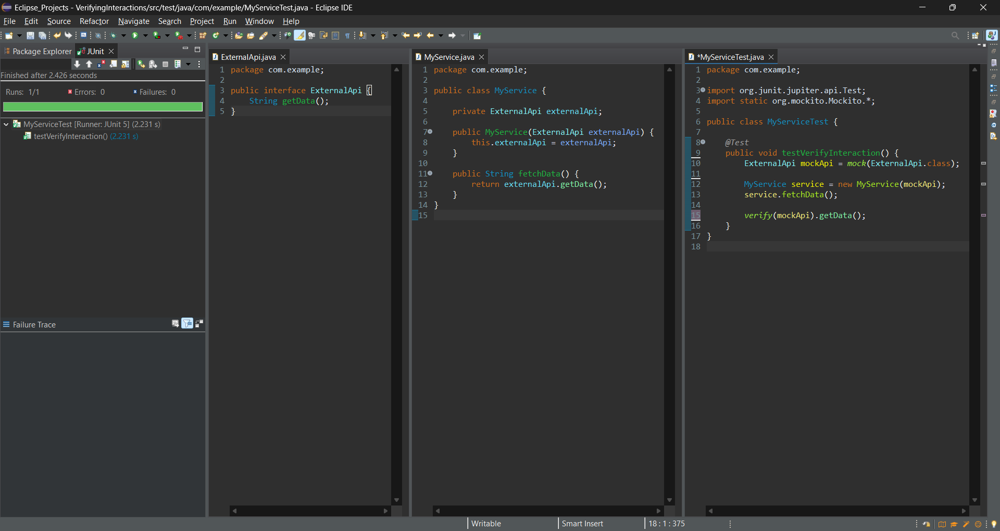 Eclipse_Projects - VerifyingInteractions/src/test/java/com/example/MyServiceTest.java - Eclipse IDE
File Edit Source Refactor Navigate Search Project Run Window Help
Package Explorer JUnit
Finished after 2.426 seconds
Runs: 1/1 Errors: 0 Failures: 0
MyServiceTest [Runner: JUnit 5] (2.231 s)
testVerifyInteraction() (2.231 s)
Failure Trace
ExternalApi.java
1 package com.example;
2
3 public interface ExternalApi {
4     String getData();
5 }
MyService.java
1 package com.example;
2
3 public class MyService {
4
5     private ExternalApi externalApi;
6
7     public MyService(ExternalApi externalApi) {
8         this.externalApi = externalApi;
9     }
10
11     public String fetchData() {
12         return externalApi.getData();
13     }
14 }
15
*MyServiceTest.java
1 package com.example;
2
3 import org.junit.jupiter.api.Test;
4 import static org.mockito.Mockito.*;
5
6 public class MyServiceTest {
7
8     @Test
9     public void testVerifyInteraction() {
10         ExternalApi mockApi = mock(ExternalApi.class);
11
12         MyService service = new MyService(mockApi);
13         service.fetchData();
14
15         verify(mockApi).getData();
16     }
17 }
18
Writable Smart Insert 18 : 1 : 375